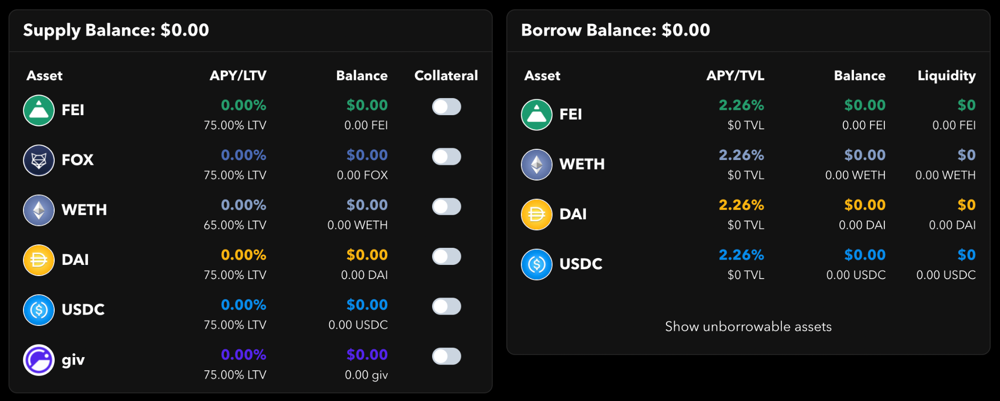 Supply Balance: $0.00
Asset APY/LTV Balance Collateral
FEI 0.00% $0.00
75.00% LTV 0.00 FEI
FOX 0.00% $0.00
75.00% LTV 0.00 FOX
WETH 0.00% $0.00
65.00% LTV 0.00 WETH
DAI 0.00% $0.00
75.00% LTV 0.00 DAI
USDC 0.00% $0.00
75.00% LTV 0.00 USDC
giv 0.00% $0.00
75.00% LTV 0.00 giv
Borrow Balance: $0.00
Asset APY/TVL Balance Liquidity
FEI 2.26% $0.00 $0
$0 TVL 0.00 FEI 0.00 FEI
WETH 2.26% $0.00 $0
$0 TVL 0.00 WETH 0.00 WETH
DAI 2.26% $0.00 $0
$0 TVL 0.00 DAI 0.00 DAI
USDC 2.26% $0.00 $0
$0 TVL 0.00 USDC 0.00 USDC
Show unborrowable assets